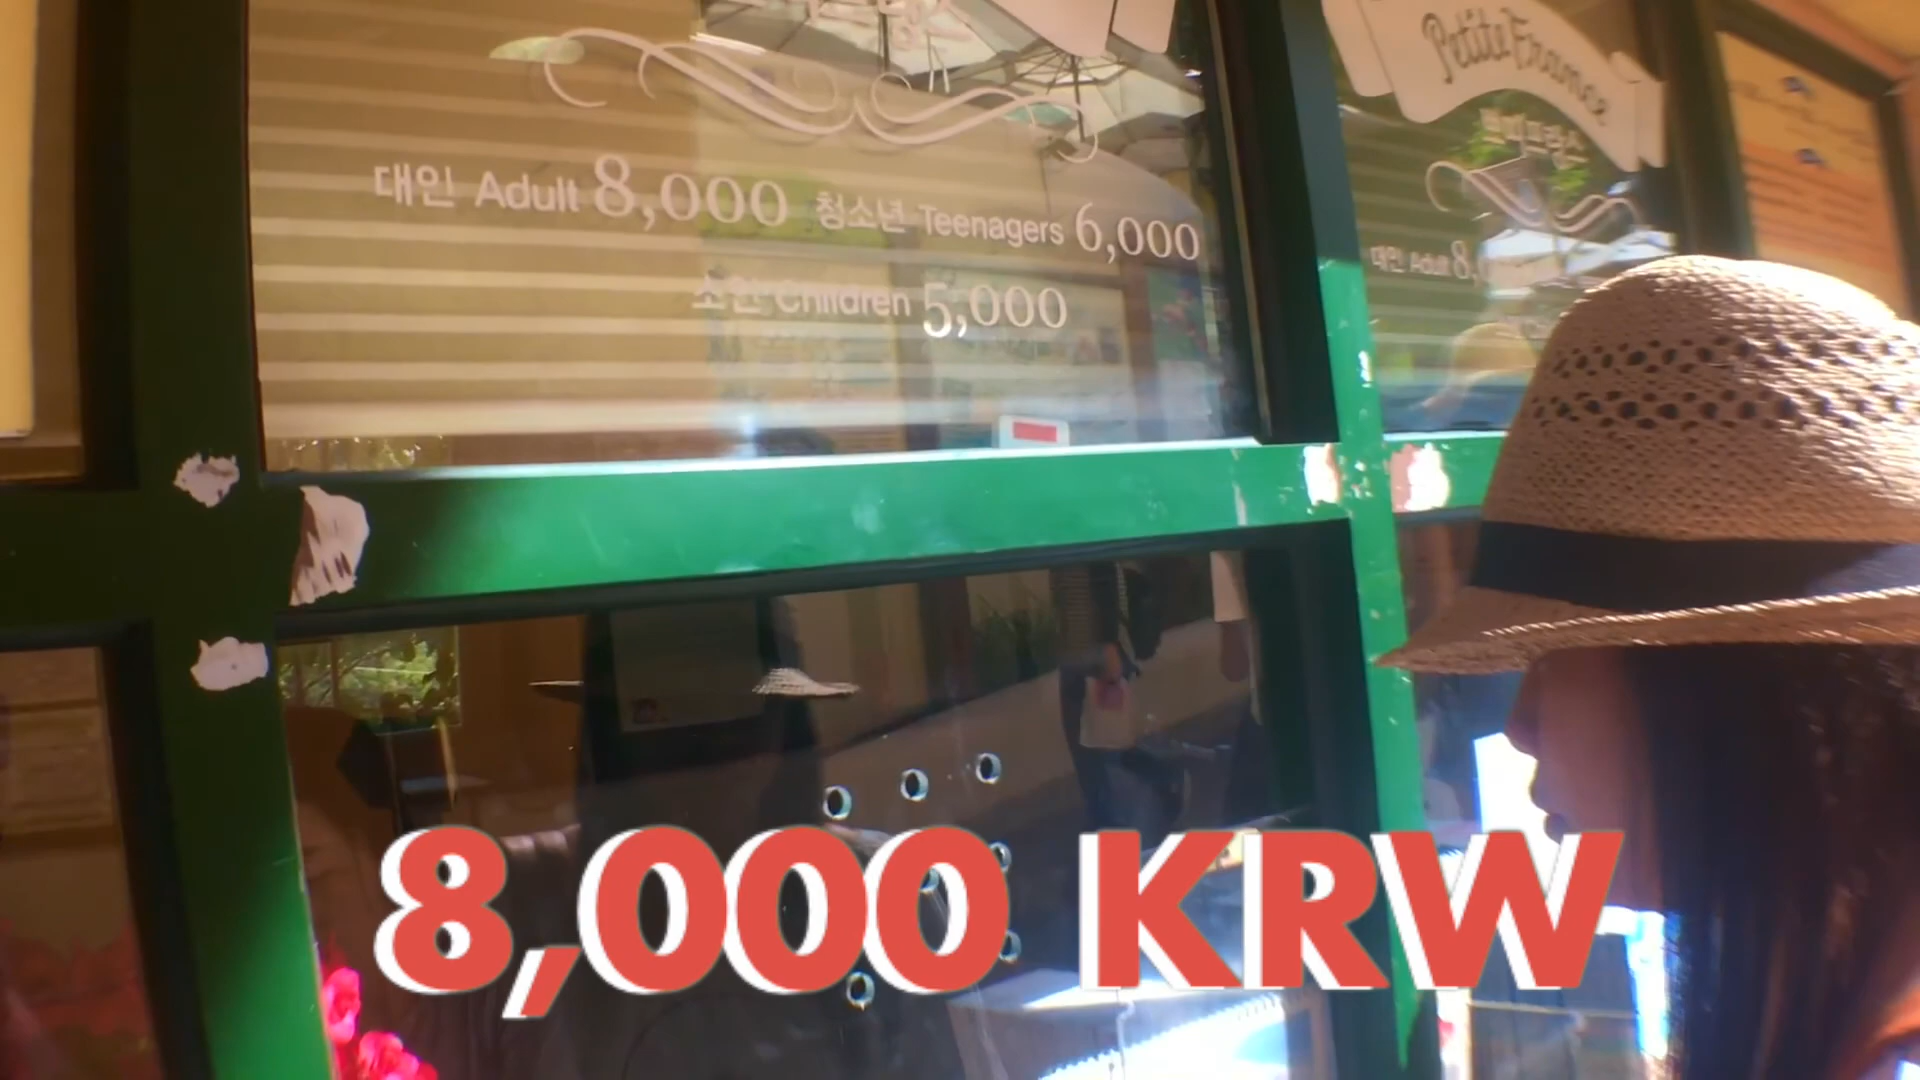 대인 Adult 8,000 청소년 Teenagers 6,000
소인 Children 5,000
Petite France
쁘띠프랑스
대인 Adult 8,
8,000 KRW